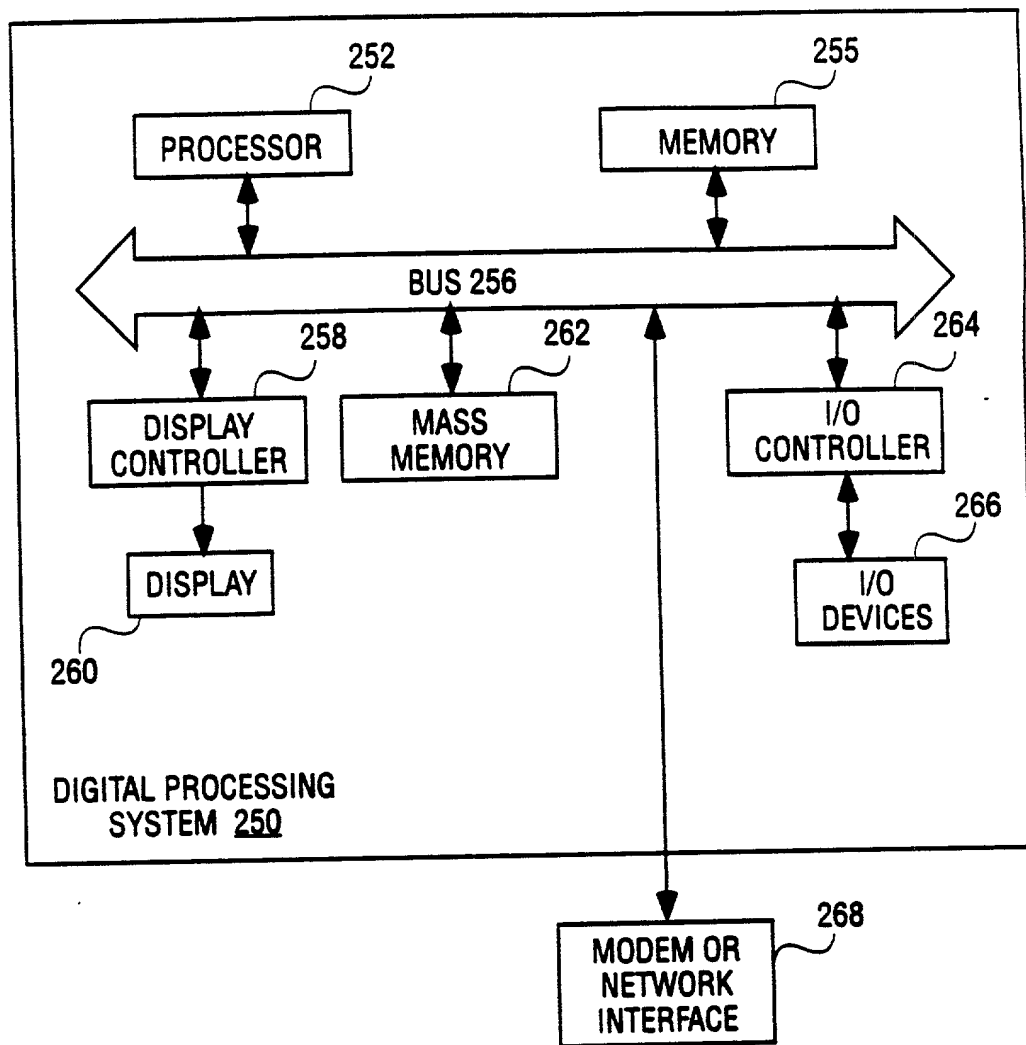 252
255
PROCESSOR
MEMORY
BUS 256
258
262
264
DISPLAY
CONTROLLER
MASS
MEMORY
I/O
CONTROLLER
266
DISPLAY
I/O
DEVICES
260
DIGITAL PROCESSING
SYSTEM 250
268
MODEM OR
NETWORK
INTERFACE